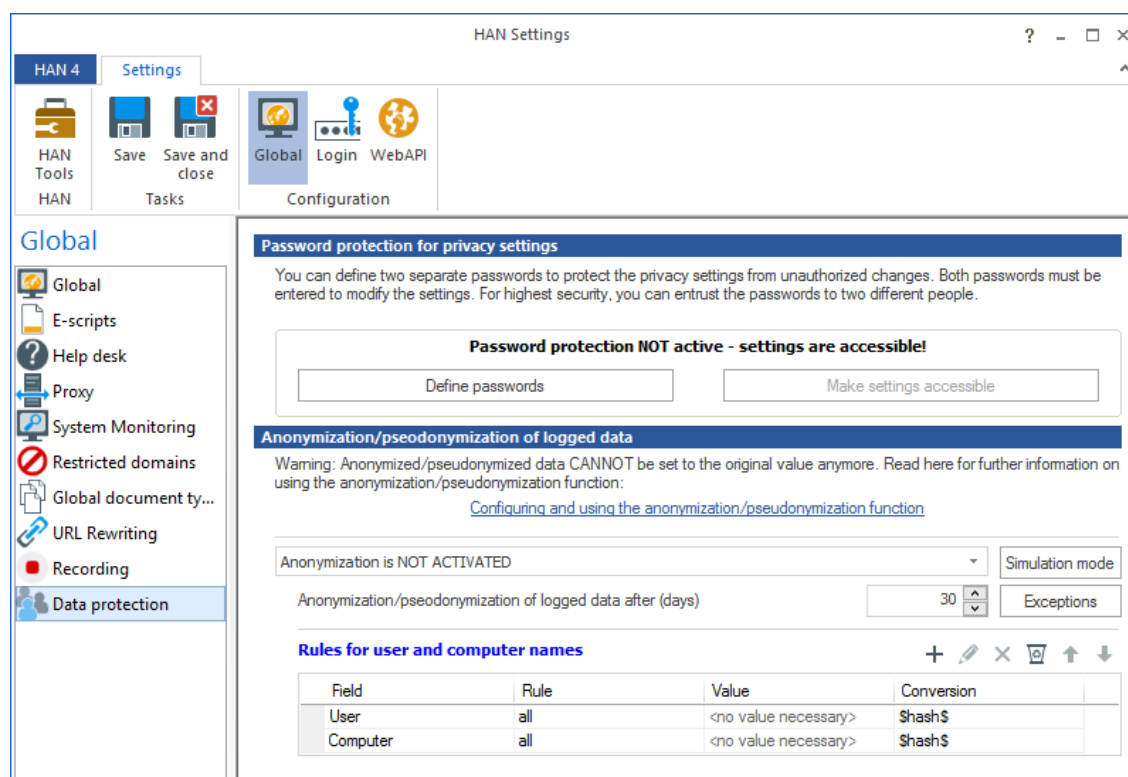 HAN Settings
?
HAN 4 Settings
HAN Tools
Save
Save and close
Global
Login
WebAPI
HAN
Tasks
Configuration
Global
Global
E-scripts
Help desk
Proxy
System Monitoring
Restricted domains
Global document ty...
URL Rewriting
Recording
Data protection
Password protection for privacy settings
You can define two separate passwords to protect the privacy settings from unauthorized changes. Both passwords must be
entered to modify the settings. For highest security, you can entrust the passwords to two different people.
Password protection NOT active - settings are accessible!
Define passwords
Make settings accessible
Anonymization/pseodonymization of logged data
Warning: Anonymized/pseudonymized data CANNOT be set to the original value anymore. Read here for further information on
using the anonymization/pseudonymization function:
Configuring and using the anonymization/pseudonymization function
Anonymization is NOT ACTIVATED
Simulation mode
Anonymization/pseodonymization of logged data after (days)
30
Exceptions
Rules for user and computer names
Field Rule Value Conversion
User all <no value necessary> $hash$
Computer all <no value necessary> $hash$